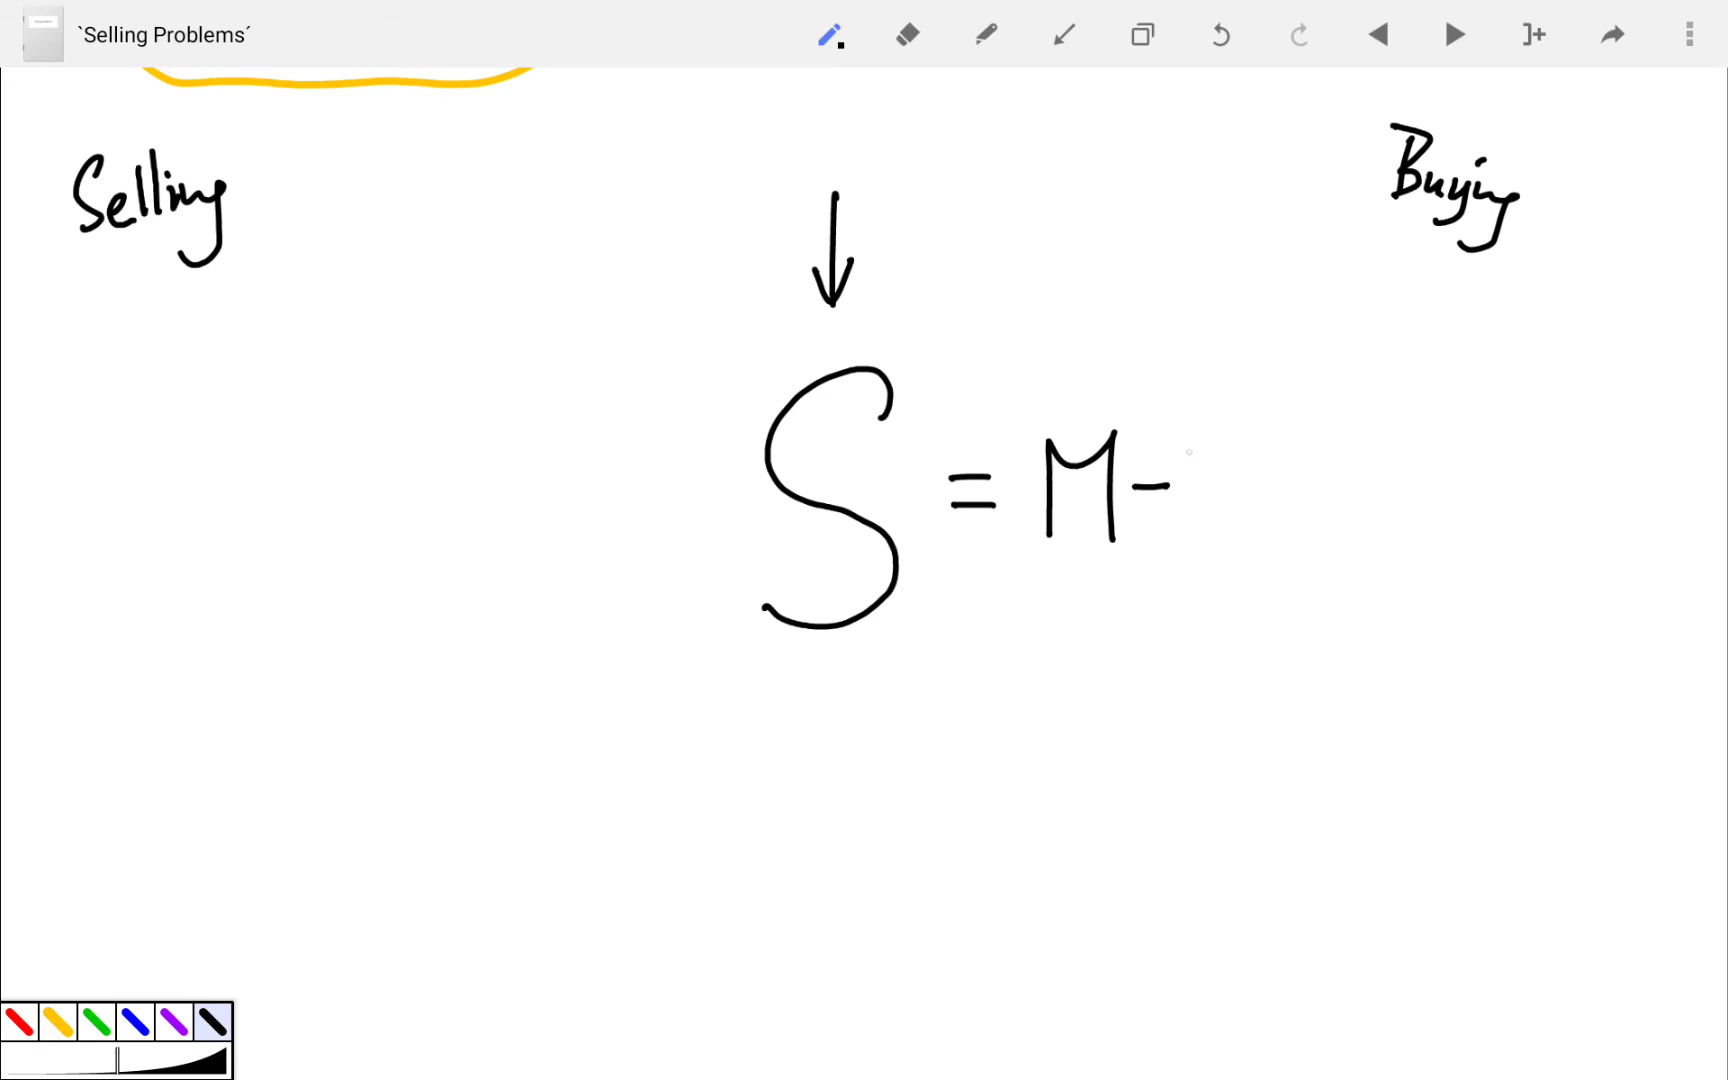 `Selling Problems´
Selling
Buying
S = M -